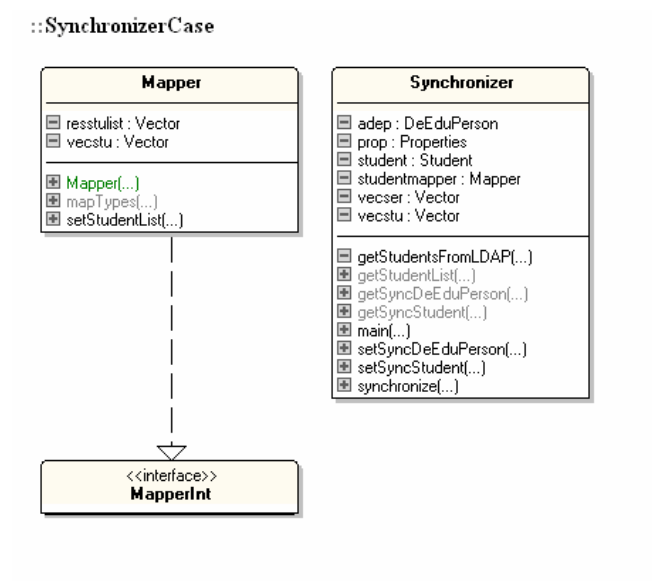 ::SynchronizerCase
Mapper
resstulist : Vector
vecstu : Vector
Mapper(...)
mapTypes(...)
setStudentList(...)
Synchronizer
adep : DeEduPerson
prop : Properties
student : Student
studentmapper : Mapper
vecser : Vector
vecstu : Vector
getStudentsFromLDAP(...)
getStudentList(...)
getSyncDeEduPerson(...)
getSyncStudent(...)
main(...)
setSyncDeEduPerson(...)
setSyncStudent(...)
synchronize(...)
<<interface>>
MapperInt